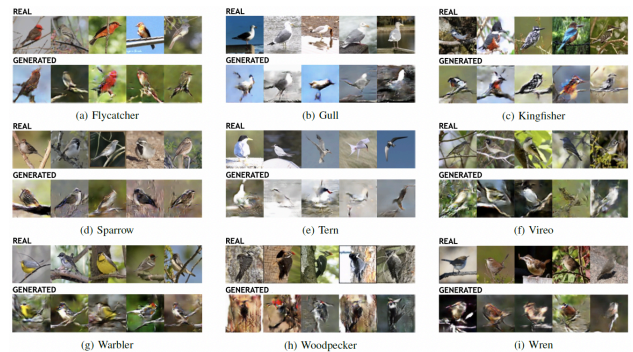 REAL
GENERATED
(a) Flycatcher
REAL
GENERATED
(b) Gull
REAL
GENERATED
(c) Kingfisher
REAL
GENERATED
(d) Sparrow
REAL
GENERATED
(e) Tern
REAL
GENERATED
(f) Vireo
REAL
GENERATED
(g) Warbler
REAL
GENERATED
(h) Woodpecker
REAL
GENERATED
(i) Wren